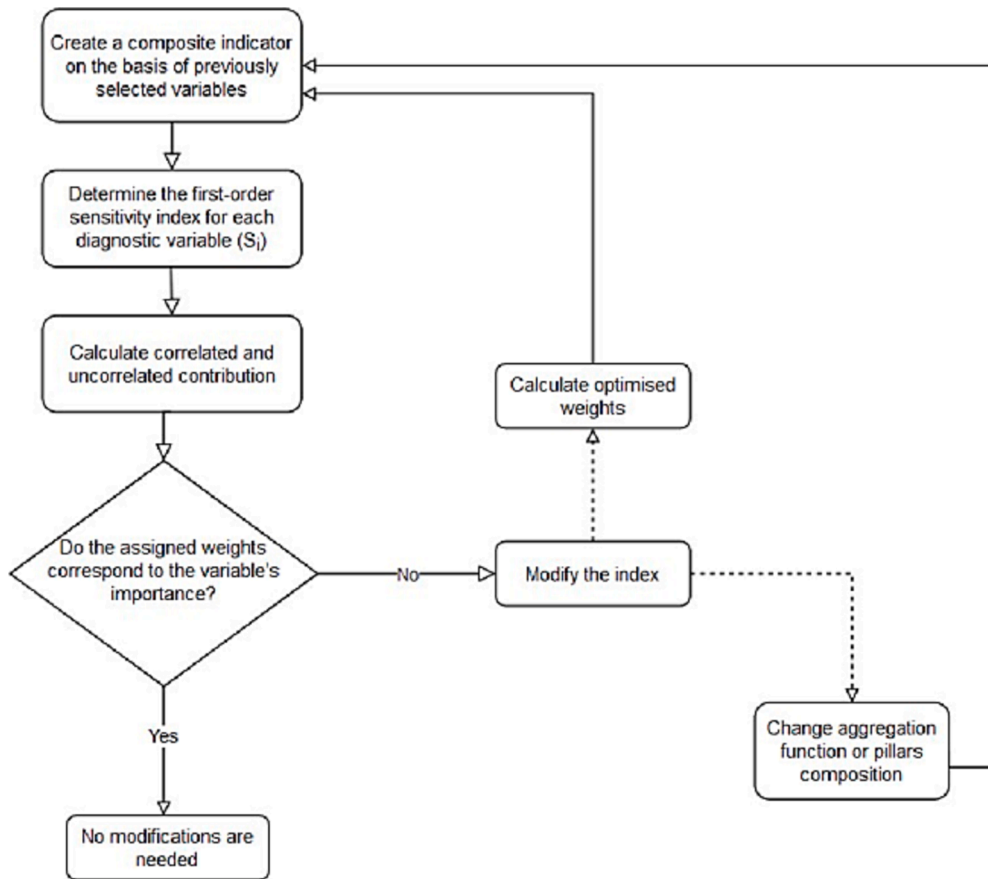 Create a composite indicator
on the basis of previously
selected variables
Determine the first-order
sensitivity index for each
diagnostic variable (Si)
Calculate correlated and
uncorrelated contribution
Calculate optimised
weights
Do the assigned weights
correspond to the variable's
importance?
No
Modify the index
Yes
Change aggregation
function or pillars
composition
No modifications are
needed